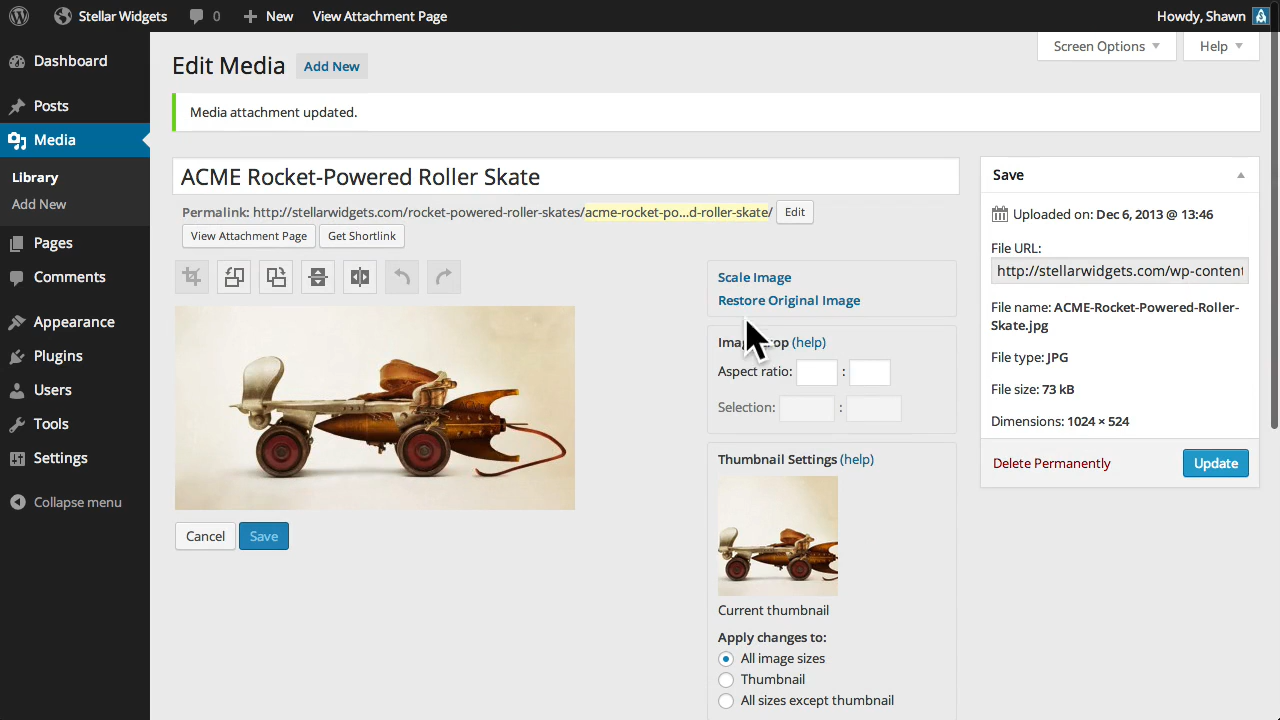 Stellar Widgets 0 New View Attachment Page Howdy, Shawn
Screen Options Help
Dashboard
Posts
Media
Library
Add New
Pages
Comments
Appearance
Plugins
Users
Tools
Settings
Collapse menu
Edit Media Add New
Media attachment updated.
ACME Rocket-Powered Roller Skate
Permalink: http://stellarwidgets.com/rocket-powered-roller-skates/acme-rocket-po...d-roller-skate/ Edit
View Attachment Page Get Shortlink
Cancel Save
Scale Image
Restore Original Image
(help)
Aspect ratio: :
Selection: :
Thumbnail Settings (help)
Current thumbnail
Apply changes to:
All image sizes
Thumbnail
All sizes except thumbnail
Save
Uploaded on: Dec 6, 2013 @ 13:46
File URL:
http://stellarwidgets.com/wp-content
File name: ACME-Rocket-Powered-Roller-
Skate.jpg
File type: JPG
File size: 73 kB
Dimensions: 1024 × 524
Delete Permanently Update